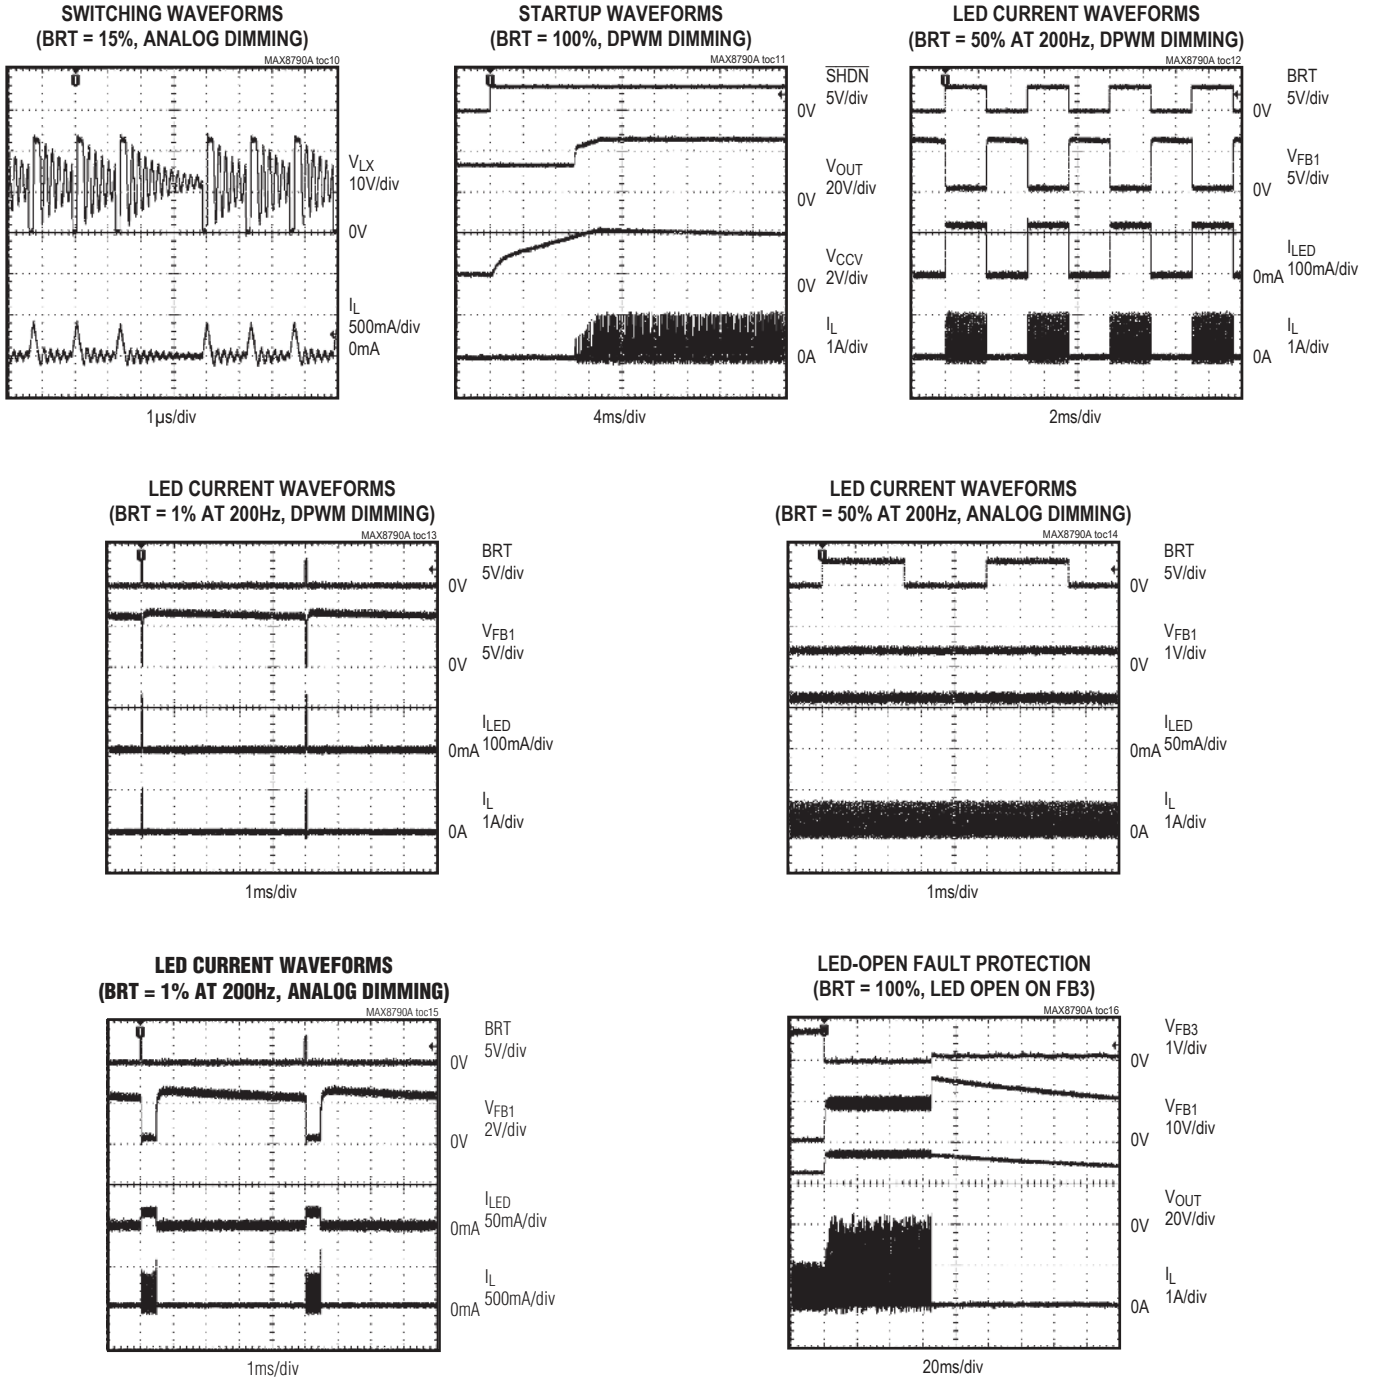 SWITCHING WAVEFORMS
(BRT = 15%, ANALOG DIMMING)
MAX8790A toc10
VLX
10V/div
0V
IL
500mA/div
0mA
1µs/div
STARTUP WAVEFORMS
(BRT = 100%, DPWM DIMMING)
MAX8790A toc11
SHDN
5V/div
0V
VOUT
20V/div
0V
VCCV
2V/div
0V
IL
1A/div
0A
4ms/div
LED CURRENT WAVEFORMS
(BRT = 50% AT 200Hz, DPWM DIMMING)
MAX8790A toc12
BRT
5V/div
0V
VFB1
5V/div
0V
ILED
100mA/div
0mA
IL
1A/div
0A
2ms/div
LED CURRENT WAVEFORMS
(BRT = 1% AT 200Hz, DPWM DIMMING)
MAX8790A toc13
BRT
5V/div
0V
VFB1
5V/div
0V
ILED
100mA/div
0mA
IL
1A/div
0A
1ms/div
LED CURRENT WAVEFORMS
(BRT = 50% AT 200Hz, ANALOG DIMMING)
MAX8790A toc14
BRT
5V/div
0V
VFB1
1V/div
0V
ILED
50mA/div
0mA
IL
1A/div
0A
1ms/div
LED CURRENT WAVEFORMS
(BRT = 1% AT 200Hz, ANALOG DIMMING)
MAX8790A toc15
BRT
5V/div
0V
VFB1
2V/div
0V
ILED
50mA/div
0mA
IL
500mA/div
0mA
1ms/div
LED-OPEN FAULT PROTECTION
(BRT = 100%, LED OPEN ON FB3)
MAX8790A toc16
VFB3
1V/div
0V
VFB1
10V/div
0V
VOUT
20V/div
0V
IL
1A/div
0A
20ms/div